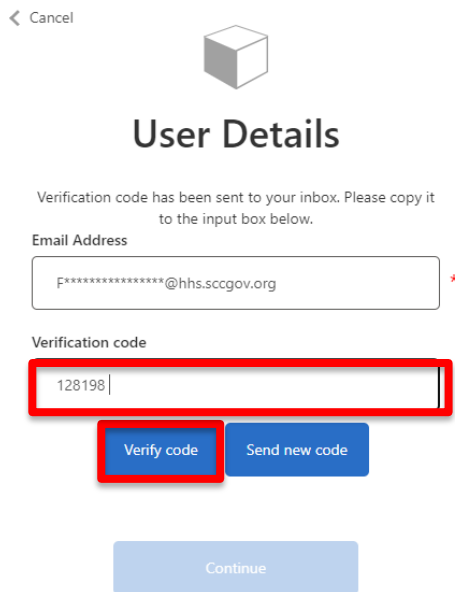 Cancel
User Details
Verification code has been sent to your inbox. Please copy it
to the input box below.
Email Address
F****************@hhs.sccgov.org
*
Verification code
128198
Verify code
Send new code
Continue